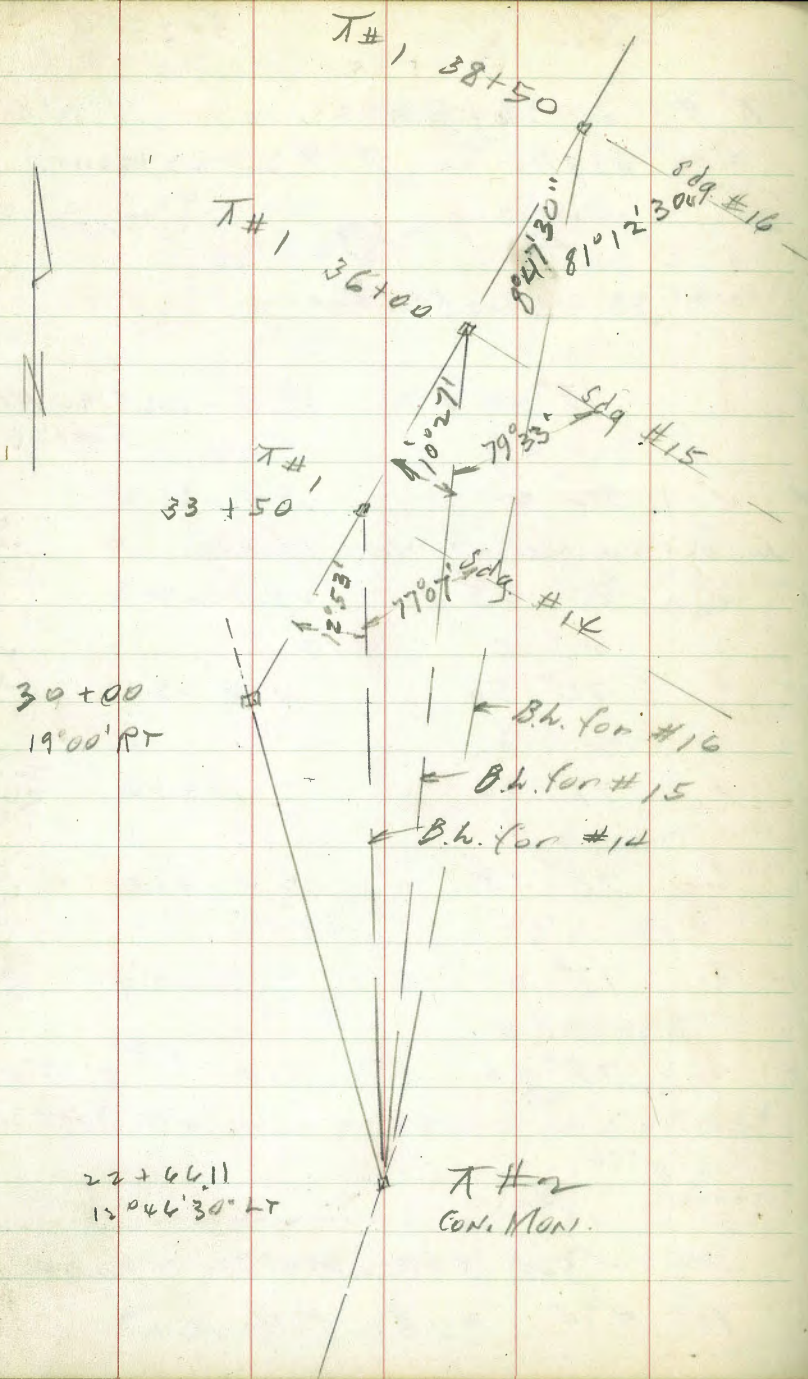 ⊼ #1 38+50
sdg #16
8°47'30"
81°12'30"
⊼ #1 36+00
N
sdg #15
10°27'
79°33'
⊼ #1
33+50
12°53'
77°07'
sdg. #14
30+00
19°00' RT
B.L. for #16
B.L. for #15
B.L. for #14
22+44.11
12°44'30" LT
⊼ #2
Con. Mon.